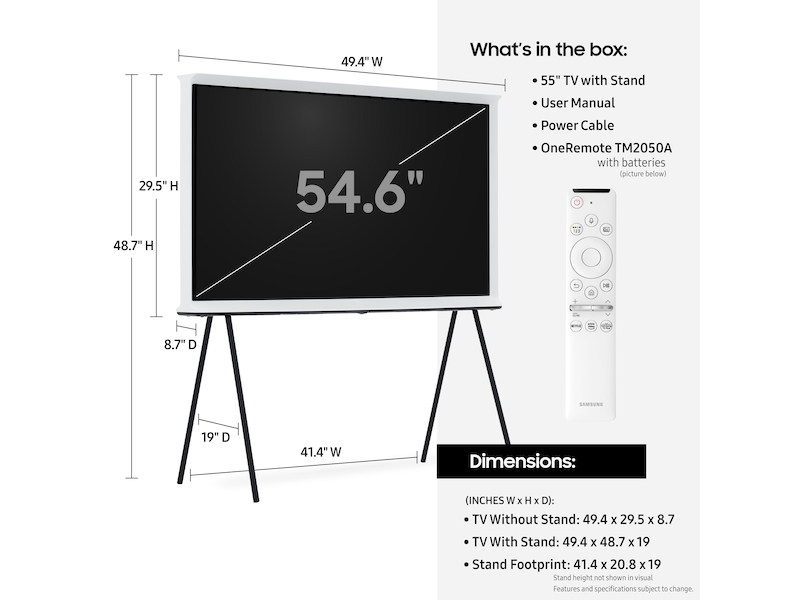 49.4" W
29.5" H
48.7" H
54.6"
8.7" D
19" D
41.4" W
What's in the box:
• 55" TV with Stand
• User Manual
• Power Cable
• OneRemote TM2050A
with batteries
(picture below)
SAMSUNG
Dimensions:
(INCHES W x H x D):
• TV Without Stand: 49.4 x 29.5 x 8.7
• TV With Stand: 49.4 x 48.7 x 19
• Stand Footprint: 41.4 x 20.8 x 19
Stand height not shown in visual
Features and specifications subject to change.